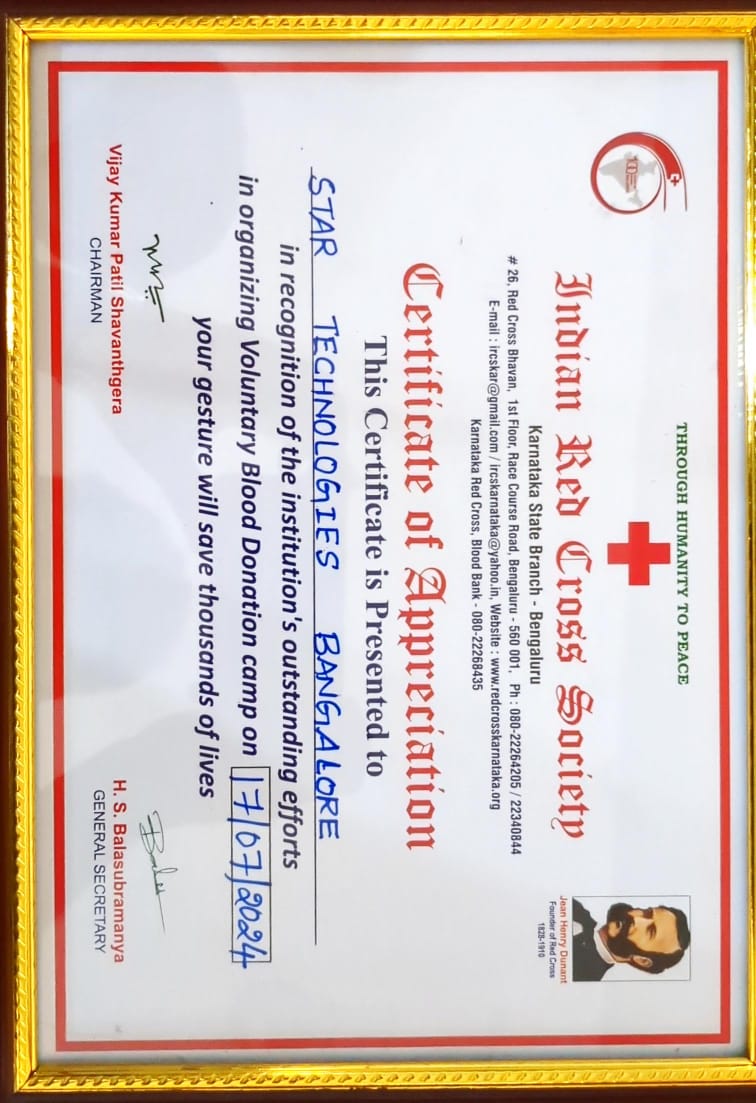 THROUGH HUMANITY TO PEACE
Indian Red Cross Society
Karnataka State Branch - Bengaluru
# 26, Red Cross Bhavan, 1st Floor, Race Course Road, Bengaluru - 560 001, Ph : 080-22264205 / 22340844
E-mail : ircskar@gmail.com / ircskarnataka@yahoo.in, Website : www.redcrosskarnataka.org
Karnataka Red Cross, Blood Bank - 080-22268435
Jean Henry Dunant
Founder of Red Cross
1828-1910
100
Certificate of Appreciation
This Certificate is Presented to
STAR TECHNOLOGIES BANGALORE
in recognition of the institution's outstanding efforts
in organizing Voluntary Blood Donation camp on 17/07/2024
your gesture will save thousands of lives
Vijay Kumar Patil Shavanthgera
CHAIRMAN
H. S. Balasubramanya
GENERAL SECRETARY